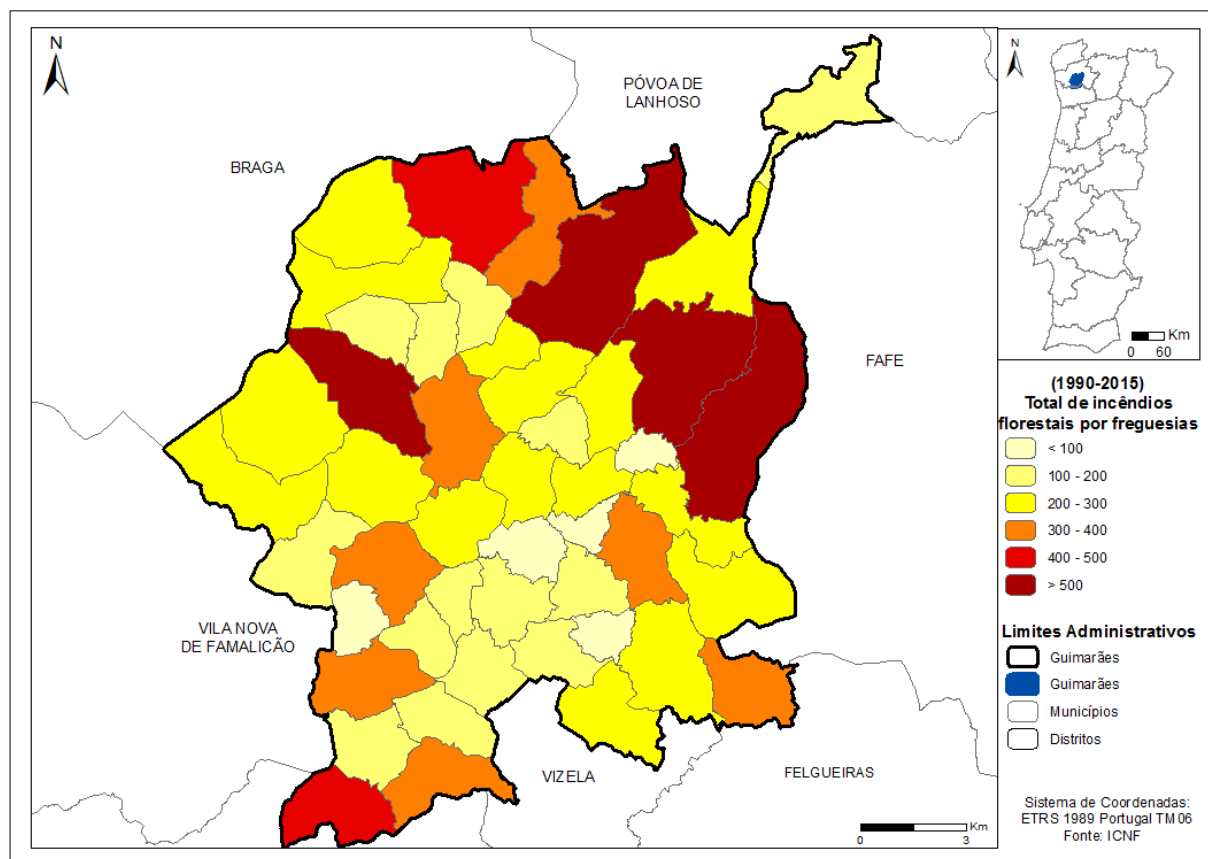 N
PÓVOA DE
LANHOSO
BRAGA
FAFE
VILA NOVA
DE FAMALICÃO
VIZELA
FELGUEIRAS
Km
0 3
N
Km
0 60
(1990-2015)
Total de incêndios
florestais por freguesias
< 100
100 - 200
200 - 300
300 - 400
400 - 500
> 500
Limites Administrativos
Guimarães
Guimarães
Municípios
Distritos
Sistema de Coordenadas:
ETRS 1989 Portugal TM06
Fonte: ICNF